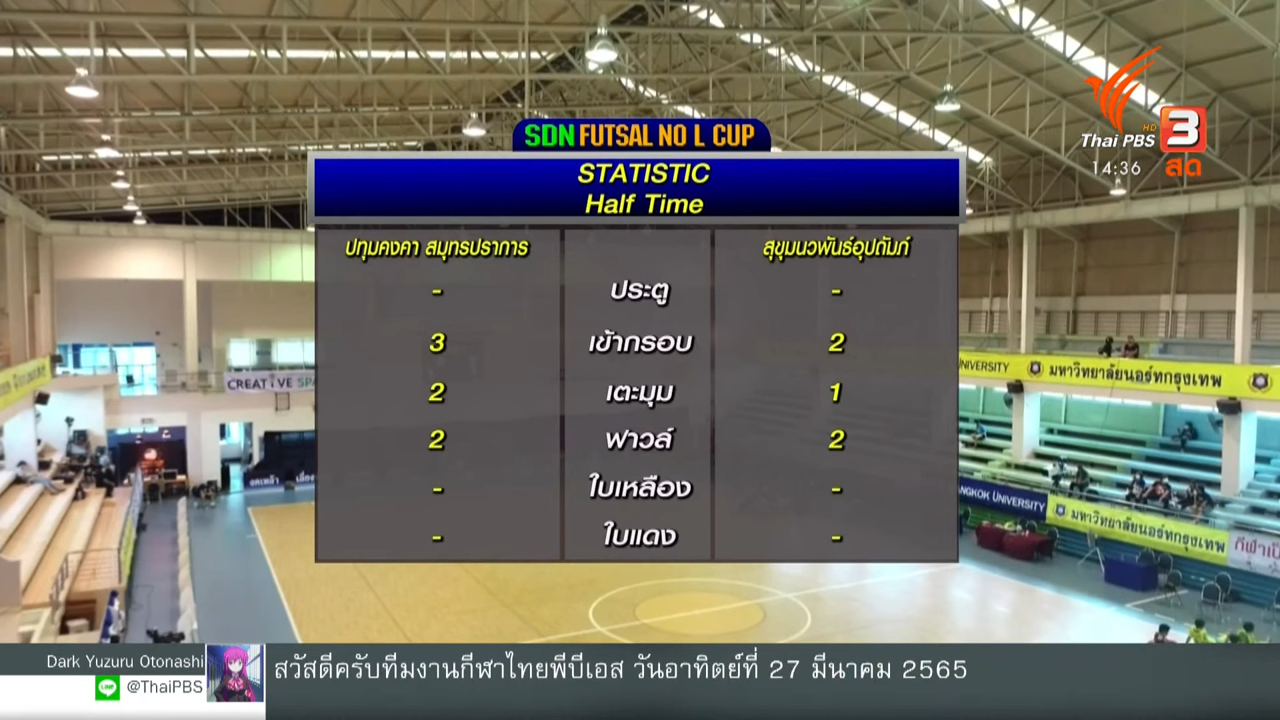 SDN FUTSAL NO L CUP
STATISTIC
Half Time
ปทุมคงคา สมุทรปราการ สุขุมนวพันธ์อุปถัมภ์
- ประตู -
3 เข้ากรอบ 2
2 เตะมุม 1
2 ฟาวล์ 2
- ใบเหลือง -
- ใบแดง -
Thai PBS HD 3
14:36 สด
CREATIVE SPA
UNIVERSITY มหาวิทยาลัยนอร์ทกรุงเทพ
ANGKOK UNIVERSITY มหาวิทยาลัยนอร์ทกรุงเทพ
งดเหล้า
Dark Yuzuru Otonashi
LINE @ThaiPBS
สวัสดีครับทีมงานกีฬาไทยพีบีเอส วันอาทิตย์ที่ 27 มีนาคม 2565